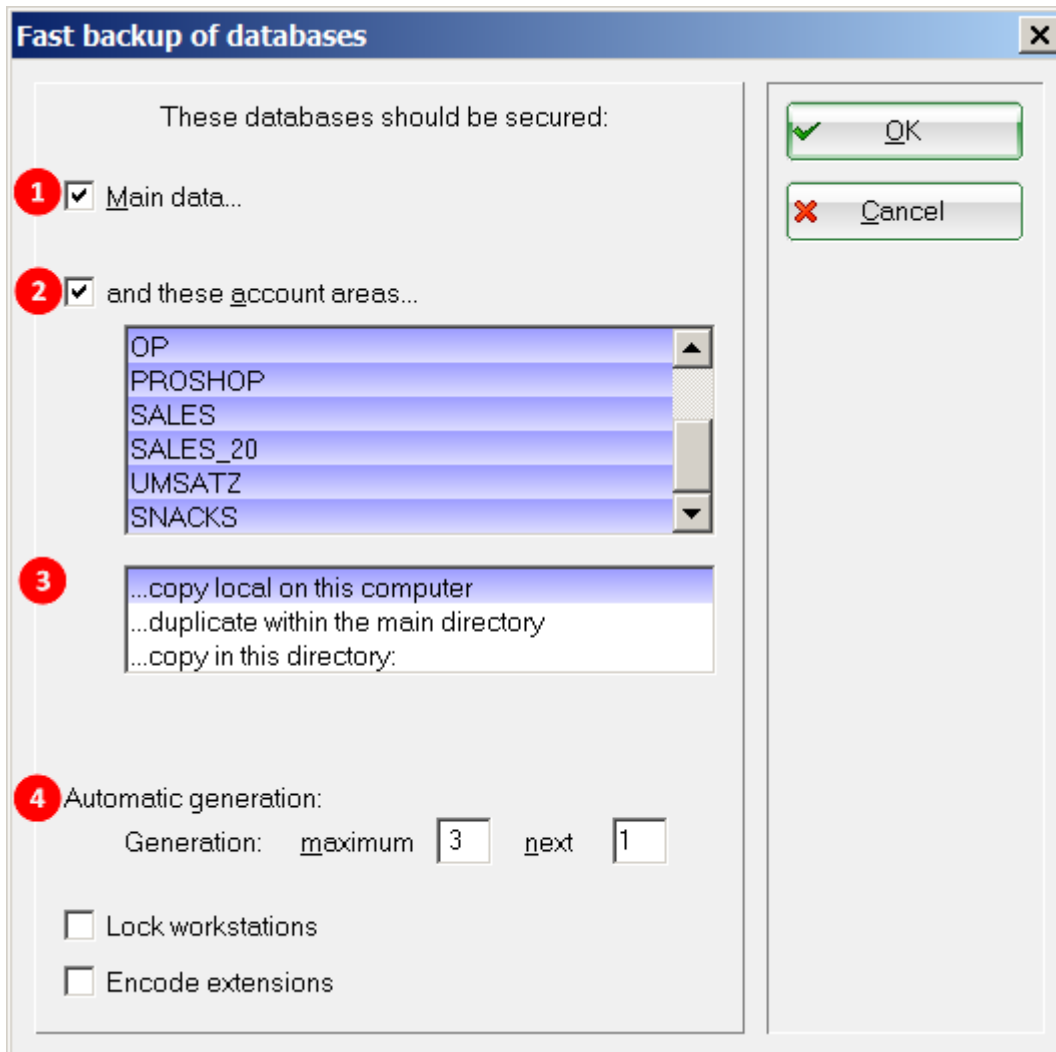 Fast backup of databases
These databases should be secured:
OK
Cancel
1 Main data...
2 and these account areas...
OP
PROSHOP
SALES
SALES_20
UMSATZ
SNACKS
3
...copy local on this computer
...duplicate within the main directory
...copy in this directory:
4 Automatic generation:
Generation: maximum 3 next 1
Lock workstations
Encode extensions